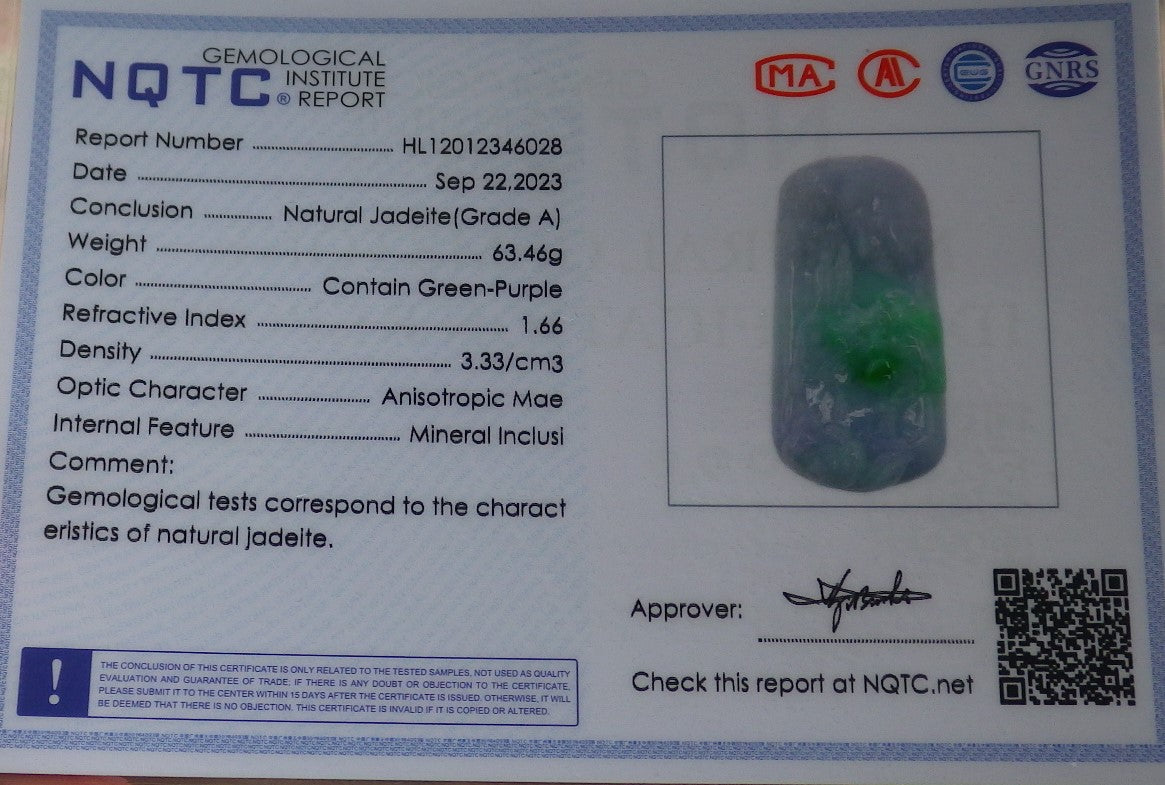 GEMOLOGICAL
NQTC® INSTITUTE
REPORT
MA
GNRS
Report Number HL12012346028
Date Sep 22,2023
Conclusion Natural Jadeite(Grade A)
Weight 63.46g
Color Contain Green-Purple
Refractive Index 1.66
Density 3.33/cm3
Optic Character Anisotropic Mae
Internal Feature Mineral Inclusi
Comment:
Gemological tests correspond to the charact
eristics of natural jadeite.
Approver:
Check this report at NQTC.net
!
THE CONCLUSION OF THIS CERTIFICATE IS ONLY RELATED TO THE TESTED SAMPLES, NOT USED AS QUALITY
EVALUATION AND GUARANTEE OF TRADE; IF THERE IS ANY DOUBT OR OBJECTION TO THE CERTIFICATE,
PLEASE SUBMIT IT TO THE CENTER WITHIN 15 DAYS AFTER THE CERTIFICATE IS ISSUED. OTHERWISE, IT WILL
BE DEEMED THAT THERE IS NO OBJECTION. THIS CERTIFICATE IS INVALID IF IT IS COPIED OR ALTERED.